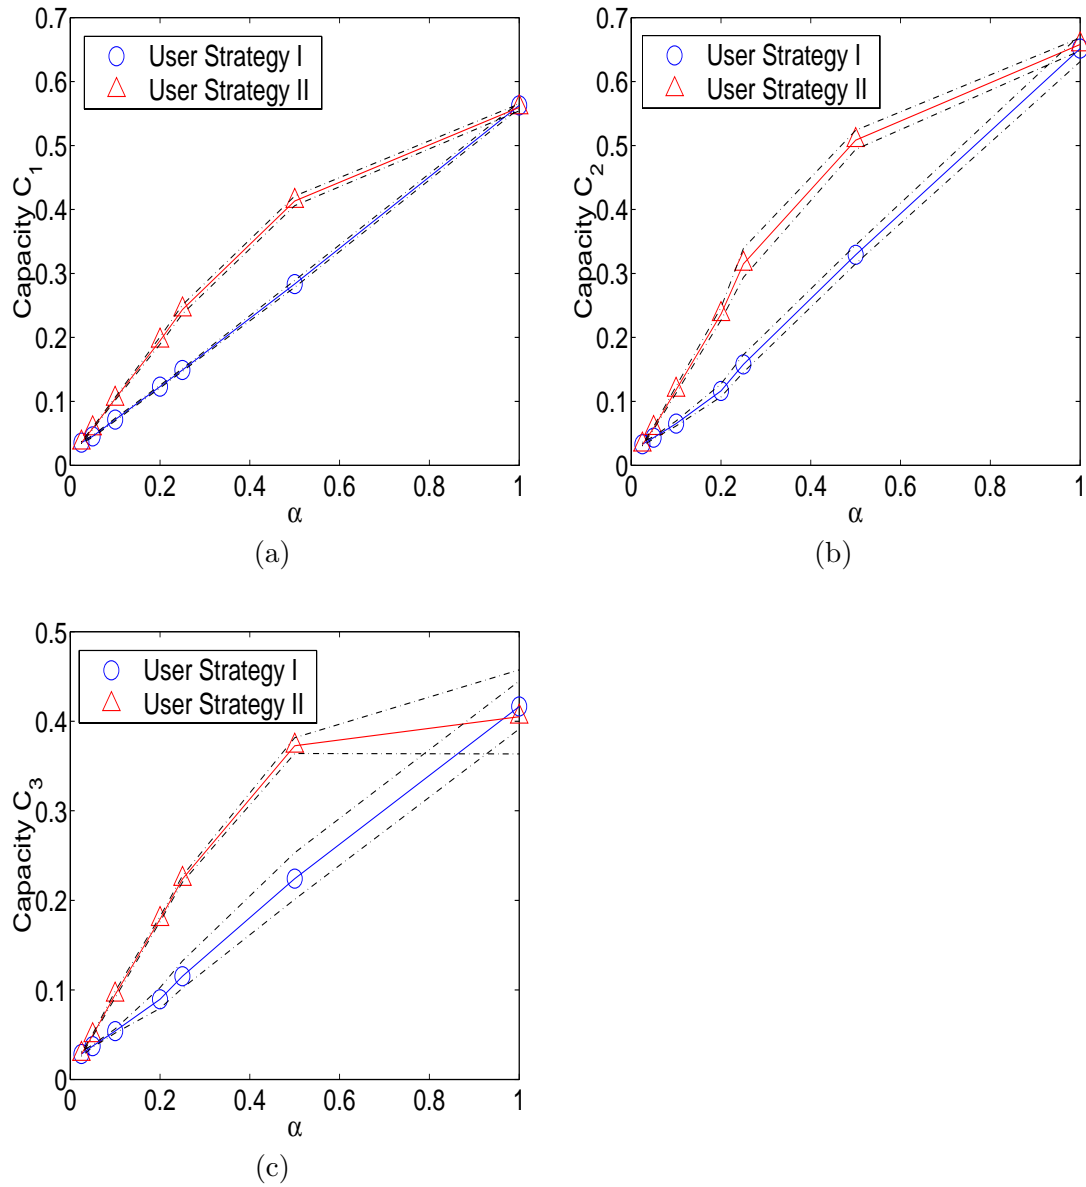 0.7
0.6
0.5
0.4
0.3
0.2
0.1
0
Capacity C1
User Strategy I
User Strategy II
0 0.2 0.4 0.6 0.8 1
α
(a)
0.7
0.6
0.5
0.4
0.3
0.2
0.1
0
Capacity C2
User Strategy I
User Strategy II
0 0.2 0.4 0.6 0.8 1
α
(b)
0.5
0.4
0.3
0.2
0.1
0
Capacity C3
User Strategy I
User Strategy II
0 0.2 0.4 0.6 0.8 1
α
(c)